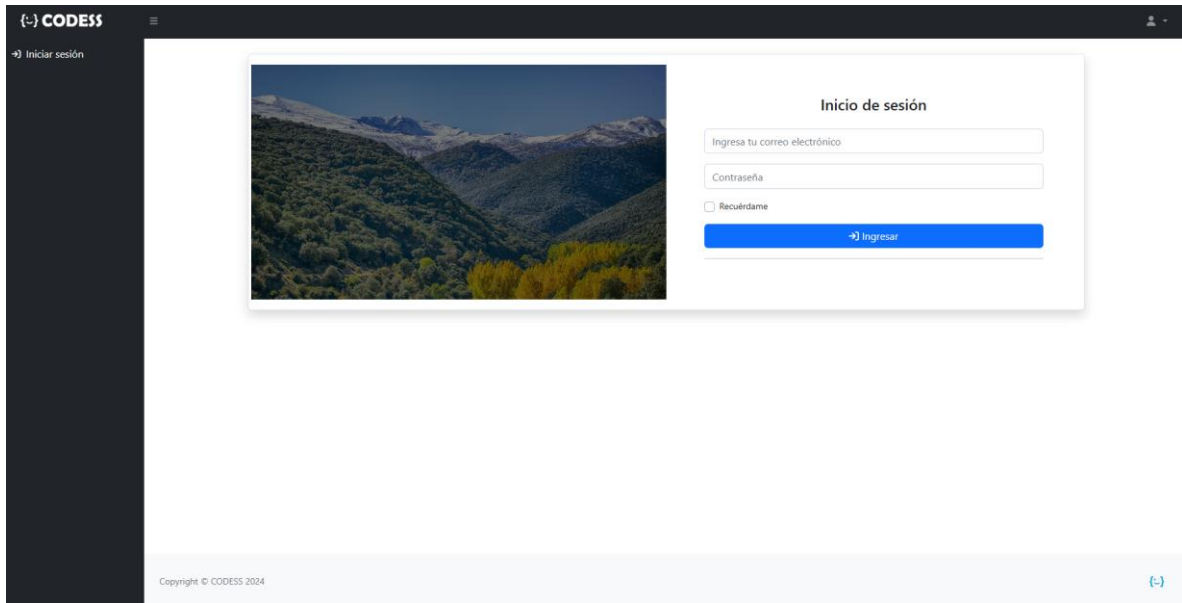 { :-} CODESS
Iniciar sesión
Inicio de sesión
Ingresa tu correo electrónico
Contraseña
Recuérdame
Ingresar
Copyright © CODESS 2024